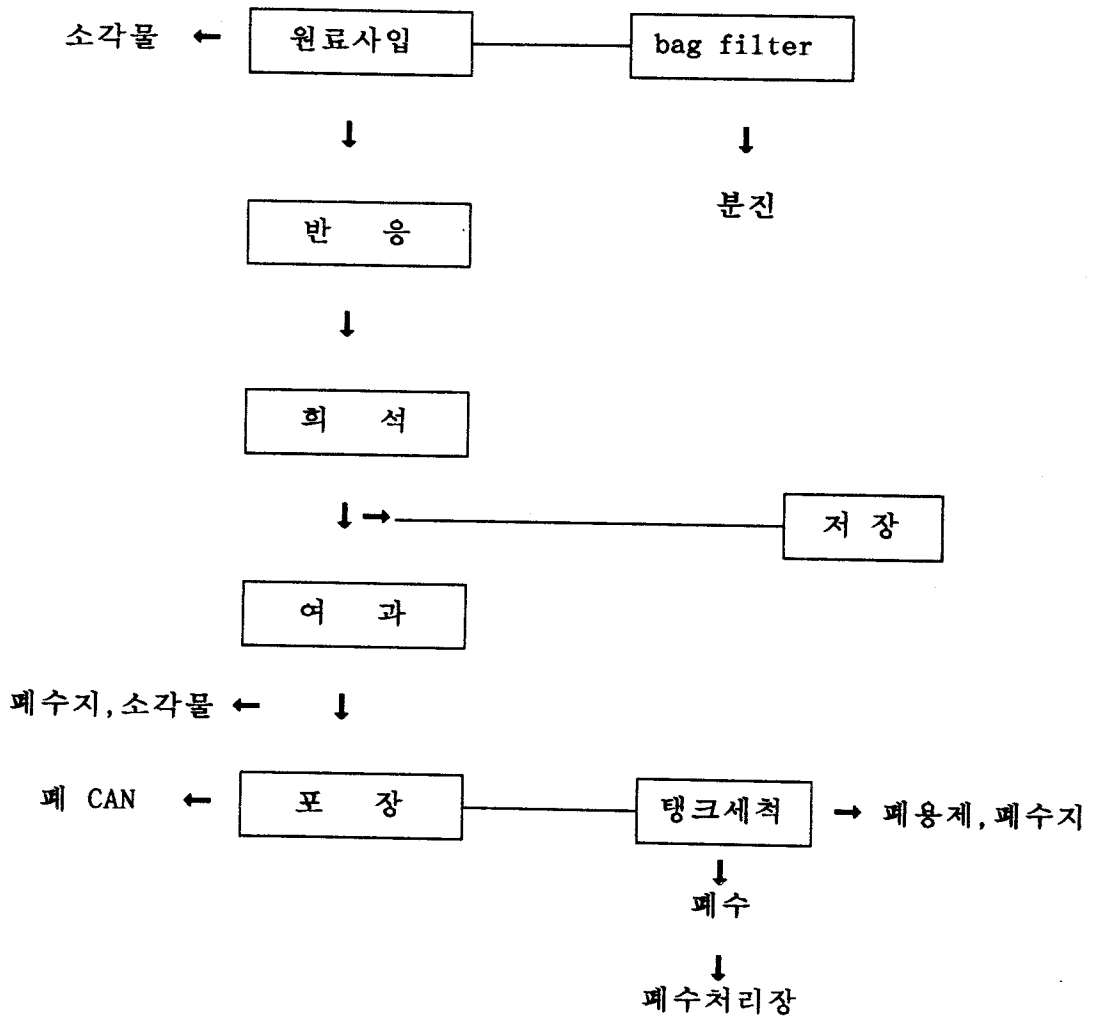 소각물 ← 원료사입 bag filter
↓ ↓
분진
반 응
↓
희 석
↓→ 저 장
여 과
폐수지,소각물 ← ↓
폐 CAN ← 포 장 탱크세척 → 폐용제,폐수지
↓
폐수
↓
폐수처리장